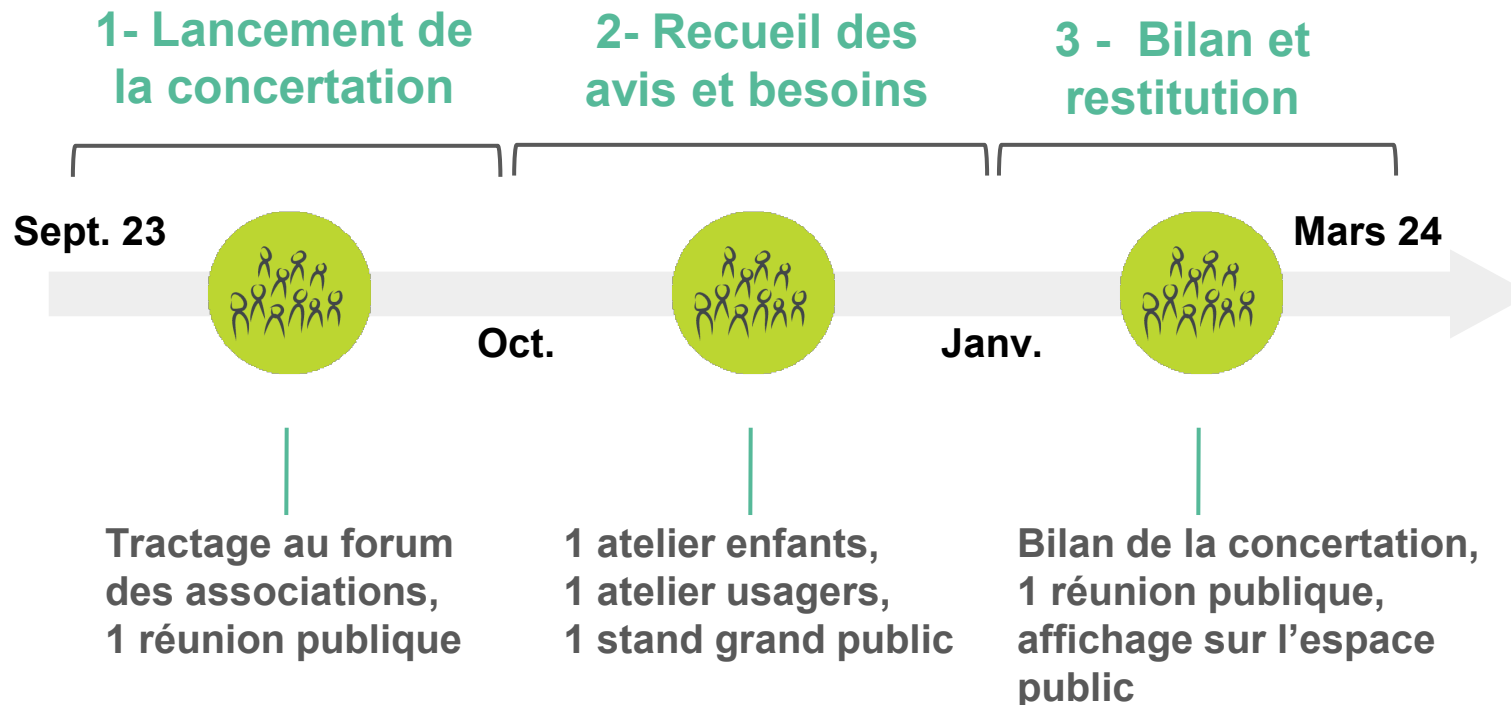 1- Lancement de
la concertation
2- Recueil des
avis et besoins
3 - Bilan et
restitution
Sept. 23
Mars 24
Oct.
Janv.
Tractage au forum
des associations,
1 réunion publique
1 atelier enfants,
1 atelier usagers,
1 stand grand public
Bilan de la concertation,
1 réunion publique,
affichage sur l’espace
public